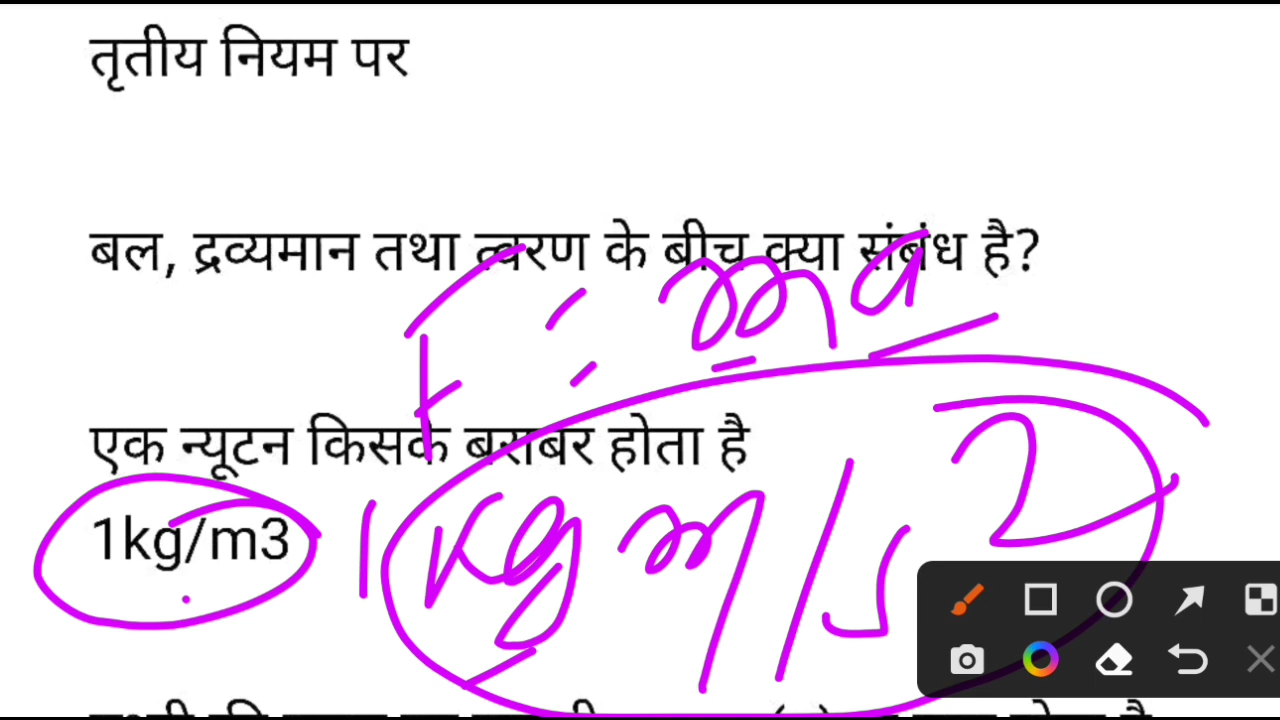 तृतीय नियम पर
बल, द्रव्यमान तथा त्वरण के बीच क्या संबंध है?
F = ma
एक न्यूटन किसके बराबर होता है
1kg/m3
1 kg m/s2